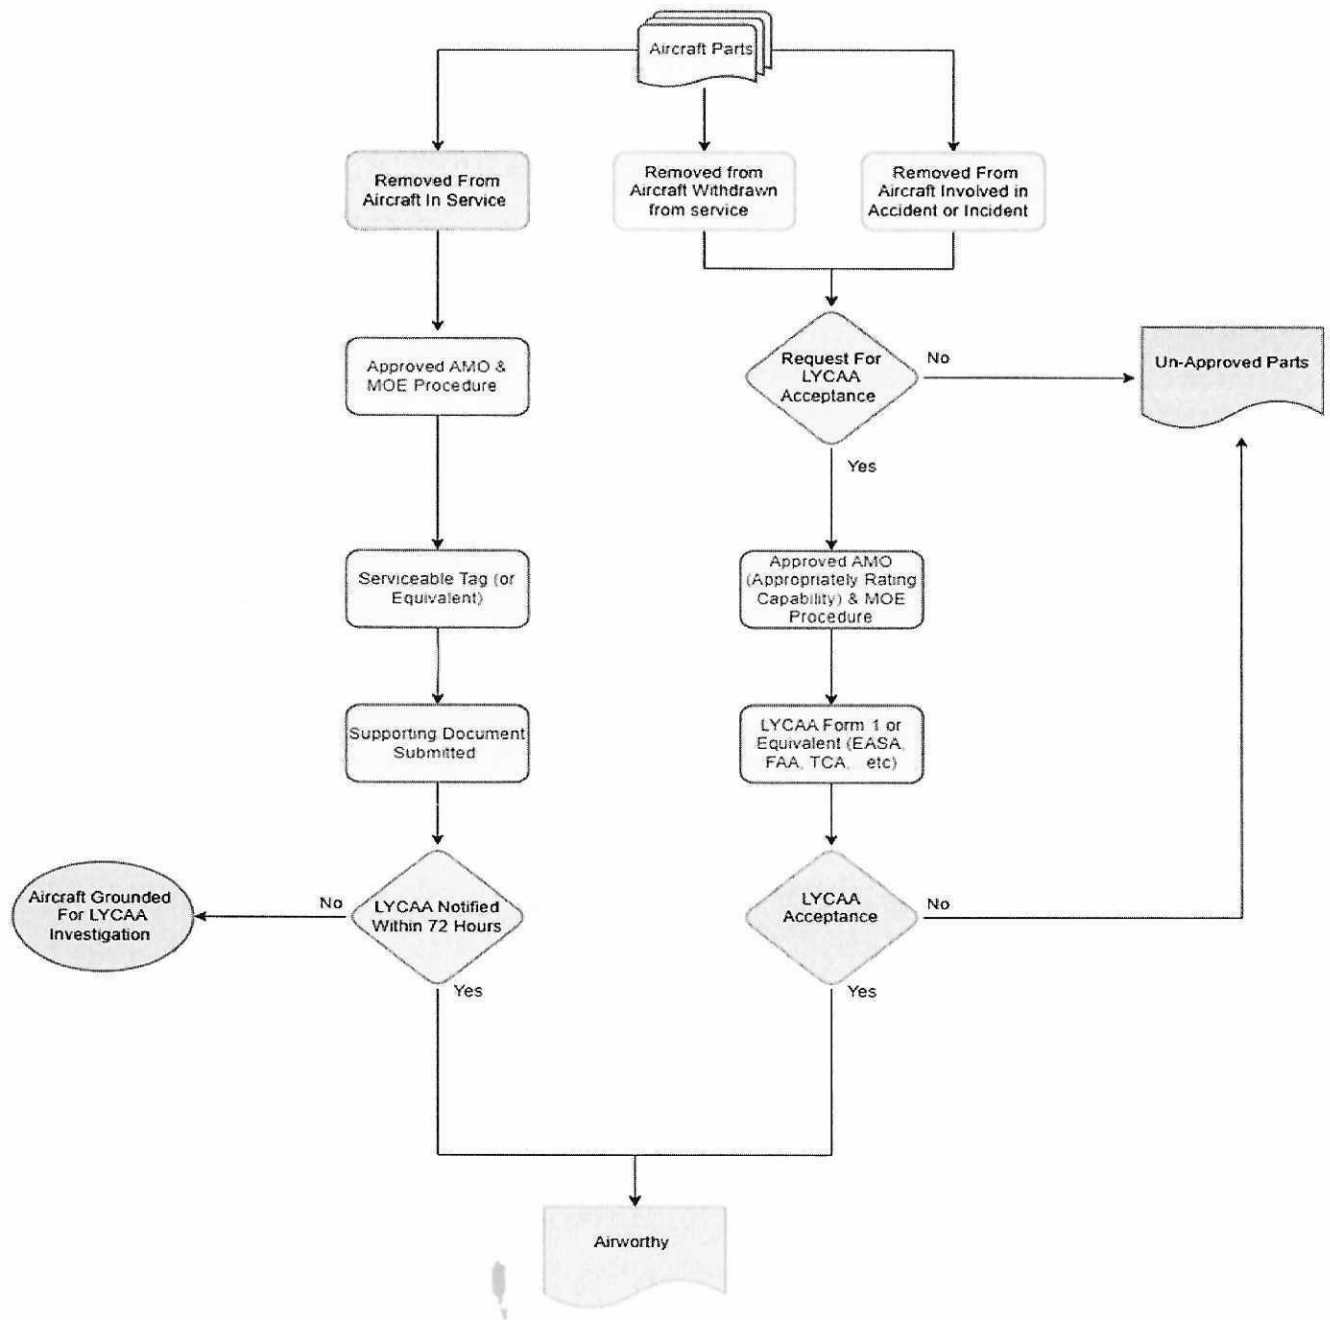 Aircraft Parts
Removed From
Aircraft In Service
Removed from
Aircraft Withdrawn
from service
Removed From
Aircraft Involved in
Accident or Incident
Approved AMO &
MOE Procedure
Request For
LYCAA
Acceptance
No
Un-Approved Parts
Yes
Serviceable Tag (or
Equivalent)
Approved AMO
(Appropriately Rating
Capability) & MOE
Procedure
Supporting Document
Submitted
LYCAA Form 1 or
Equivalent (EASA,
FAA, TCA, etc)
Aircraft Grounded
For LYCAA
Investigation
No
LYCAA Notified
Within 72 Hours
Yes
LYCAA
Acceptance
No
Yes
Airworthy